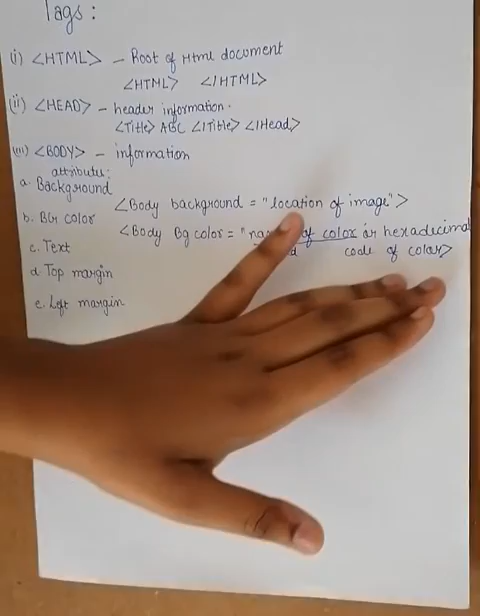 Tags:
(i) <HTML> - Root of Html document
<HTML> </HTML>
(ii) <HEAD> - header information.
<Title> ABC </Title> </Head>
(iii) <BODY> - information
attributes:
a. Background
<Body background = "location of image">
b. BG color
<Body Bg color = " of color or hexadecimal
c. Text
code of color>
d. Top margin
e. Left margin